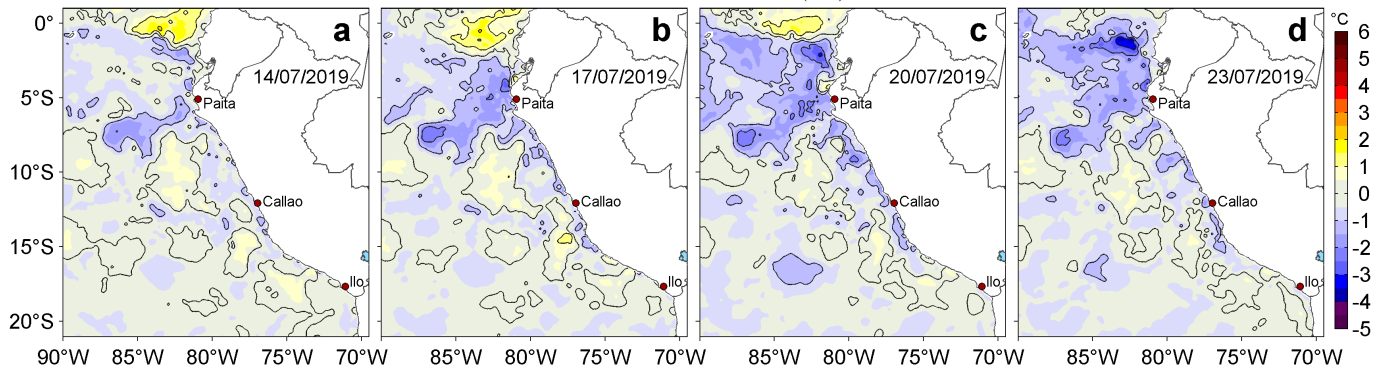 a
b
c
d
14/07/2019
17/07/2019
20/07/2019
23/07/2019
Paita
Paita
Paita
Paita
Callao
Callao
Callao
Callao
Ilo
Ilo
Ilo
Ilo
0°
5°S
10°S
15°S
20°S
90°W 85°W 80°W 75°W 70°W
85°W 80°W 75°W 70°W
85°W 80°W 75°W 70°W
85°W 80°W 75°W 70°W
°C
6
5
4
3
2
1
0
-1
-2
-3
-4
-5